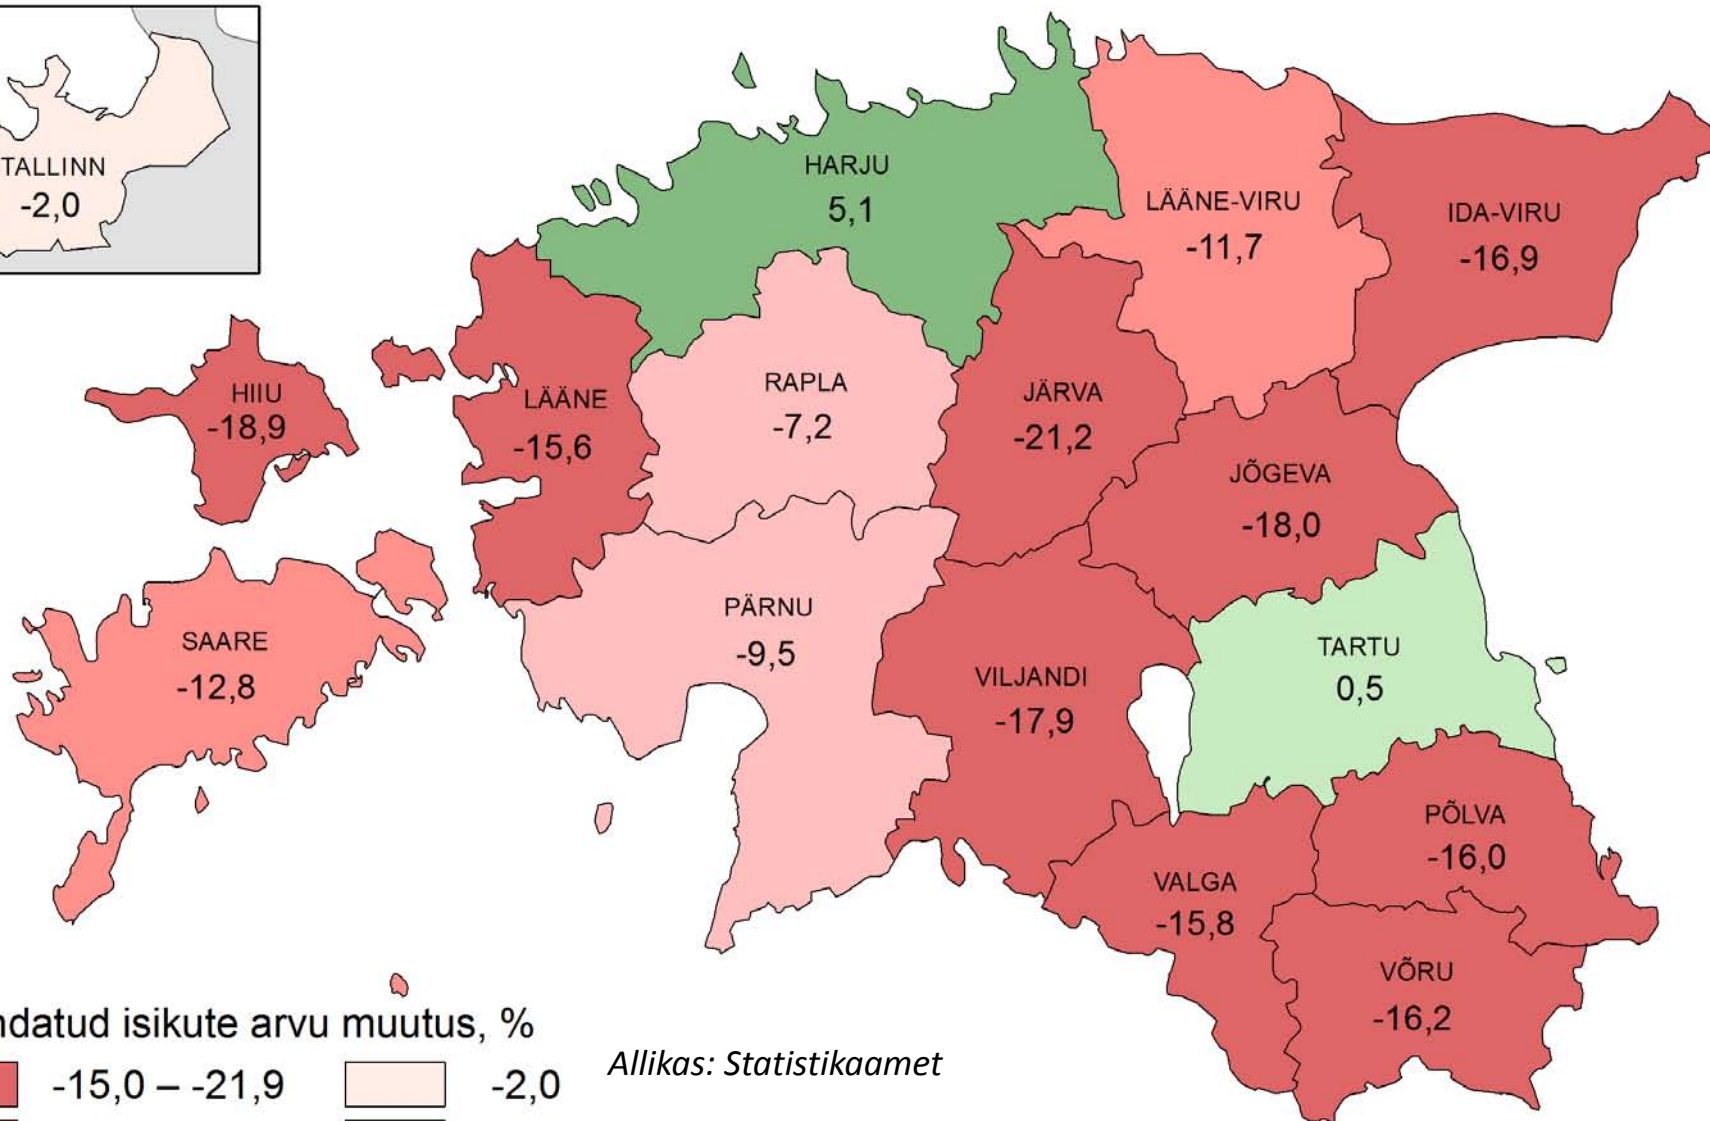 TALLINN
-2,0
HARJU
5,1
LÄÄNE-VIRU
-11,7
IDA-VIRU
-16,9
HIIU
-18,9
LÄÄNE
-15,6
RAPLA
-7,2
JÄRVA
-21,2
JÕGEVA
-18,0
SAARE
-12,8
PÄRNU
-9,5
VILJANDI
-17,9
TARTU
0,5
PÕLVA
-16,0
VALGA
-15,8
VÕRU
-16,2
isikute arvu muutus, %
-15,0 – -21,9
-2,0
Allikas: Statistikaamet